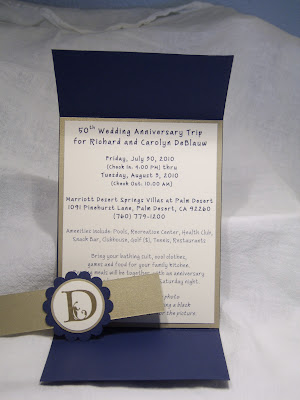 50th Wedding Anniversary Trip
for Richard and Carolyn DeBlauw
Friday, July 30, 2010
(Check In: 4:00 PM) thru
Tuesday, August 3, 2010
(Check Out: 10:00 AM)
Marriott Desert Springs Villas at Palm Desert
1091 Pinehurst Lane, Palm Desert, CA 92260
(760) 779-1200
Amenities include: Pools, Recreation Center, Health Club,
Snack Bar, Clubhouse, Golf ($), Tennis, Restaurants
Bring your bathing suit, cool clothes,
games and food for your family kitchen.
meals will be together, with an anniversary
Saturday night.
photo
a black
for the picture.
D